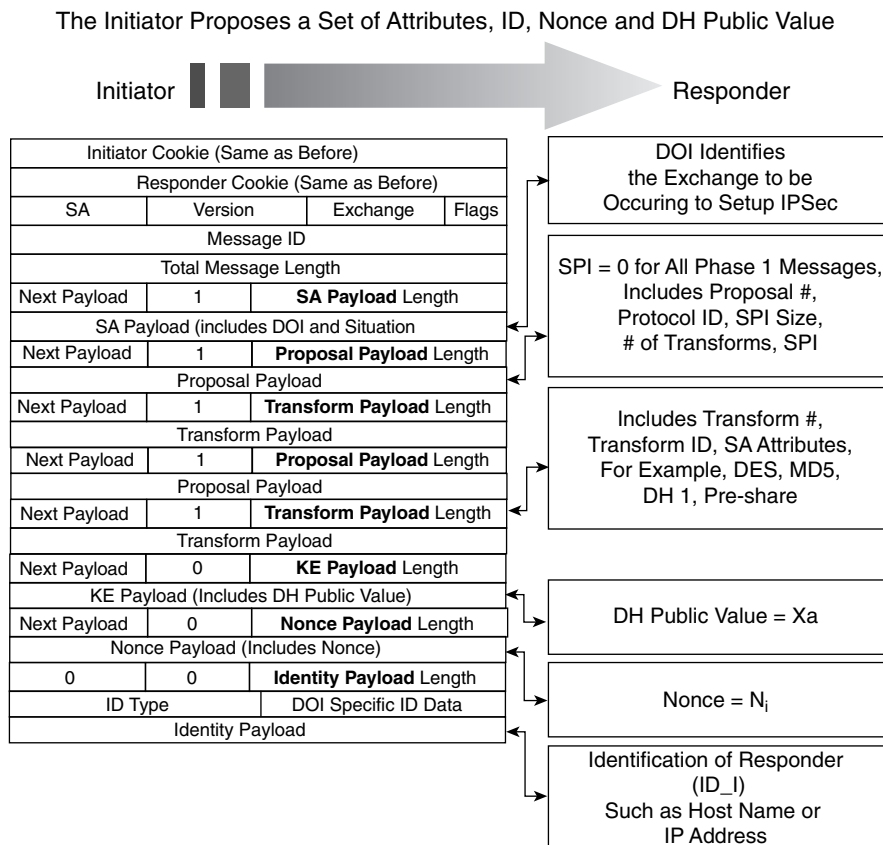 The Initiator Proposes a Set of Attributes, ID, Nonce and DH Public Value
Initiator
Responder
Initiator Cookie (Same as Before)
Responder Cookie (Same as Before)
SA Version Exchange Flags
Message ID
Total Message Length
Next Payload 1 SA Payload Length
SA Payload (includes DOI and Situation
Next Payload 1 Proposal Payload Length
Proposal Payload
Next Payload 1 Transform Payload Length
Transform Payload
Next Payload 1 Proposal Payload Length
Proposal Payload
Next Payload 1 Transform Payload Length
Transform Payload
Next Payload 0 KE Payload Length
KE Payload (Includes DH Public Value)
Next Payload 0 Nonce Payload Length
Nonce Payload (Includes Nonce)
0 0 Identity Payload Length
ID Type DOI Specific ID Data
Identity Payload
DOI Identifies
the Exchange to be
Occuring to Setup IPSec
SPI = 0 for All Phase 1 Messages,
Includes Proposal #,
Protocol ID, SPI Size,
# of Transforms, SPI
Includes Transform #,
Transform ID, SA Attributes,
For Example, DES, MD5,
DH 1, Pre-share
DH Public Value = Xa
Nonce = Ni
Identification of Responder
(ID_I)
Such as Host Name or
IP Address